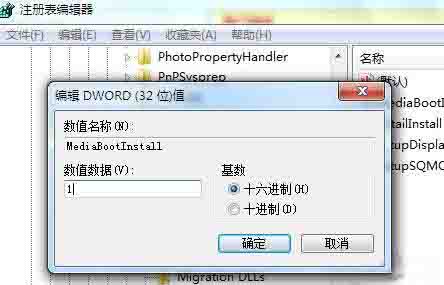 注册表编辑器
文件(F) 编辑(E) 查看(V) 收藏夹(A) 帮助(H)
PhotoPropertyHandler
PnPSysprep
名称
(默认)
ediaBootI
tailInstall
tupDispla
tupSQMC
编辑 DWORD (32 位)值
数值名称(N):
MediaBootInstall
数值数据(V):
1
基数
十六进制(H)
十进制(D)
确定
取消
Migration DLLs